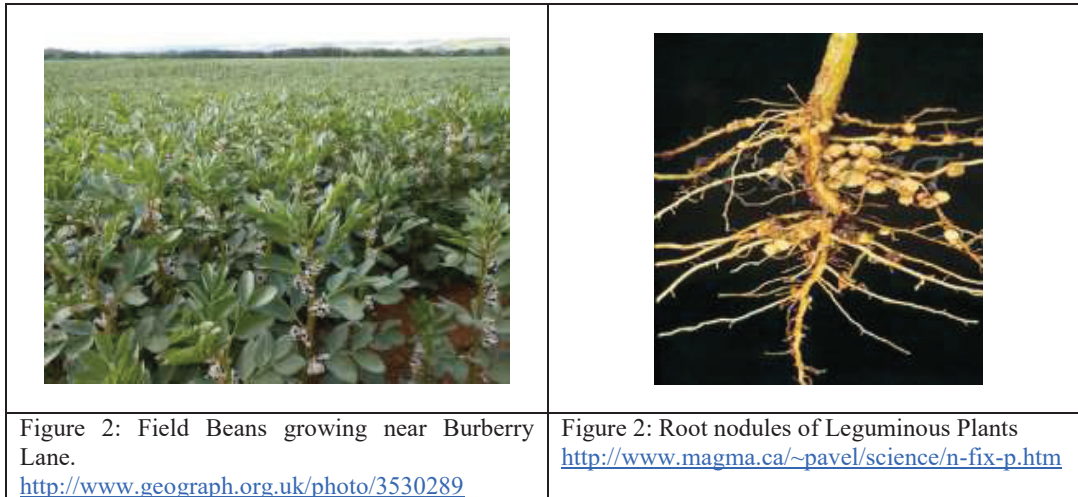 Figure 2: Field Beans growing near Burberry
Lane.
http://www.geograph.org.uk/photo/3530289
Figure 2: Root nodules of Leguminous Plants
http://www.magma.ca/~pavel/science/n-fix-p.htm